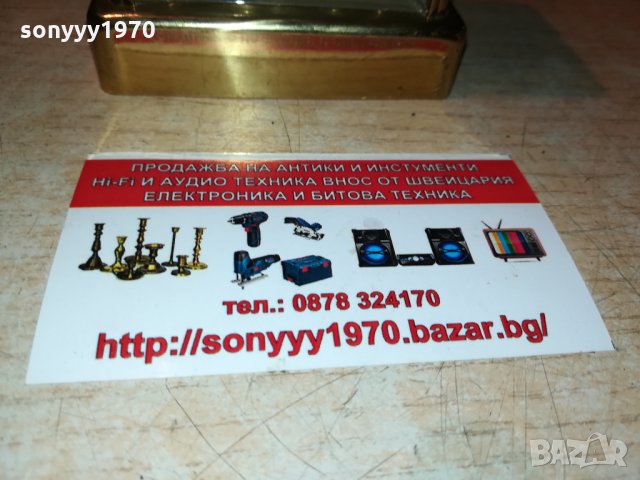 sonyyy1970
sonyyy1970
ПРОДАЖБА НА АНТИКИ И ИНСТУМЕНТИ
Hi-Fi И АУДИО ТЕХНИКА ВНОС ОТ ШВЕЙЦАРИЯ
ЕЛЕКТРОНИКА И БИТОВА ТЕХНИКА
тел.: 0878 324170
http://sonyyy1970.bazar.bg/
BAZAR